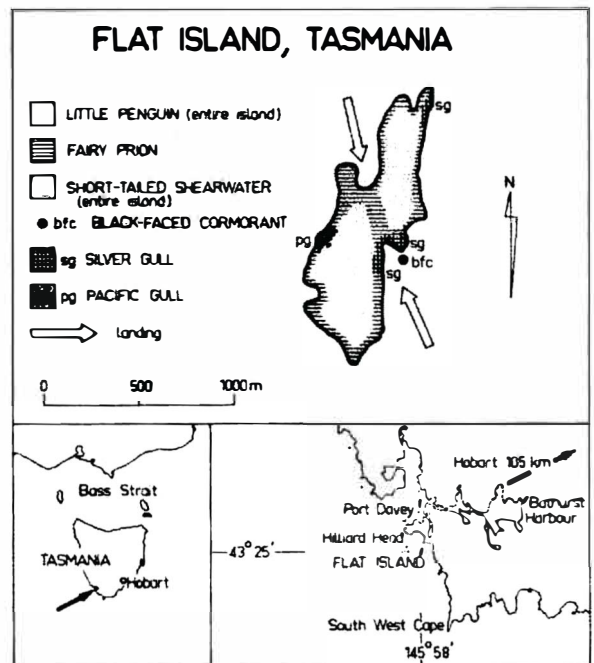 FLAT ISLAND, TASMANIA
LITTLE PENGUIN (entire island)
FAIRY PRION
SHORT-TAILED SHEARWATER
(entire island)
bfc BLACK-FACED CORMORANT
sg SILVER GULL
pg PACIFIC GULL
landing
0 500 1000 m
sg
N
pg
sg
bfc
sg
Bass Strait
TASMANIA
Hobart
43° 25'
Hobart 105 km
Port Davey
Bathurst
Harbour
Hilliard Head
FLAT ISLAND
South West Cape
145° 58'